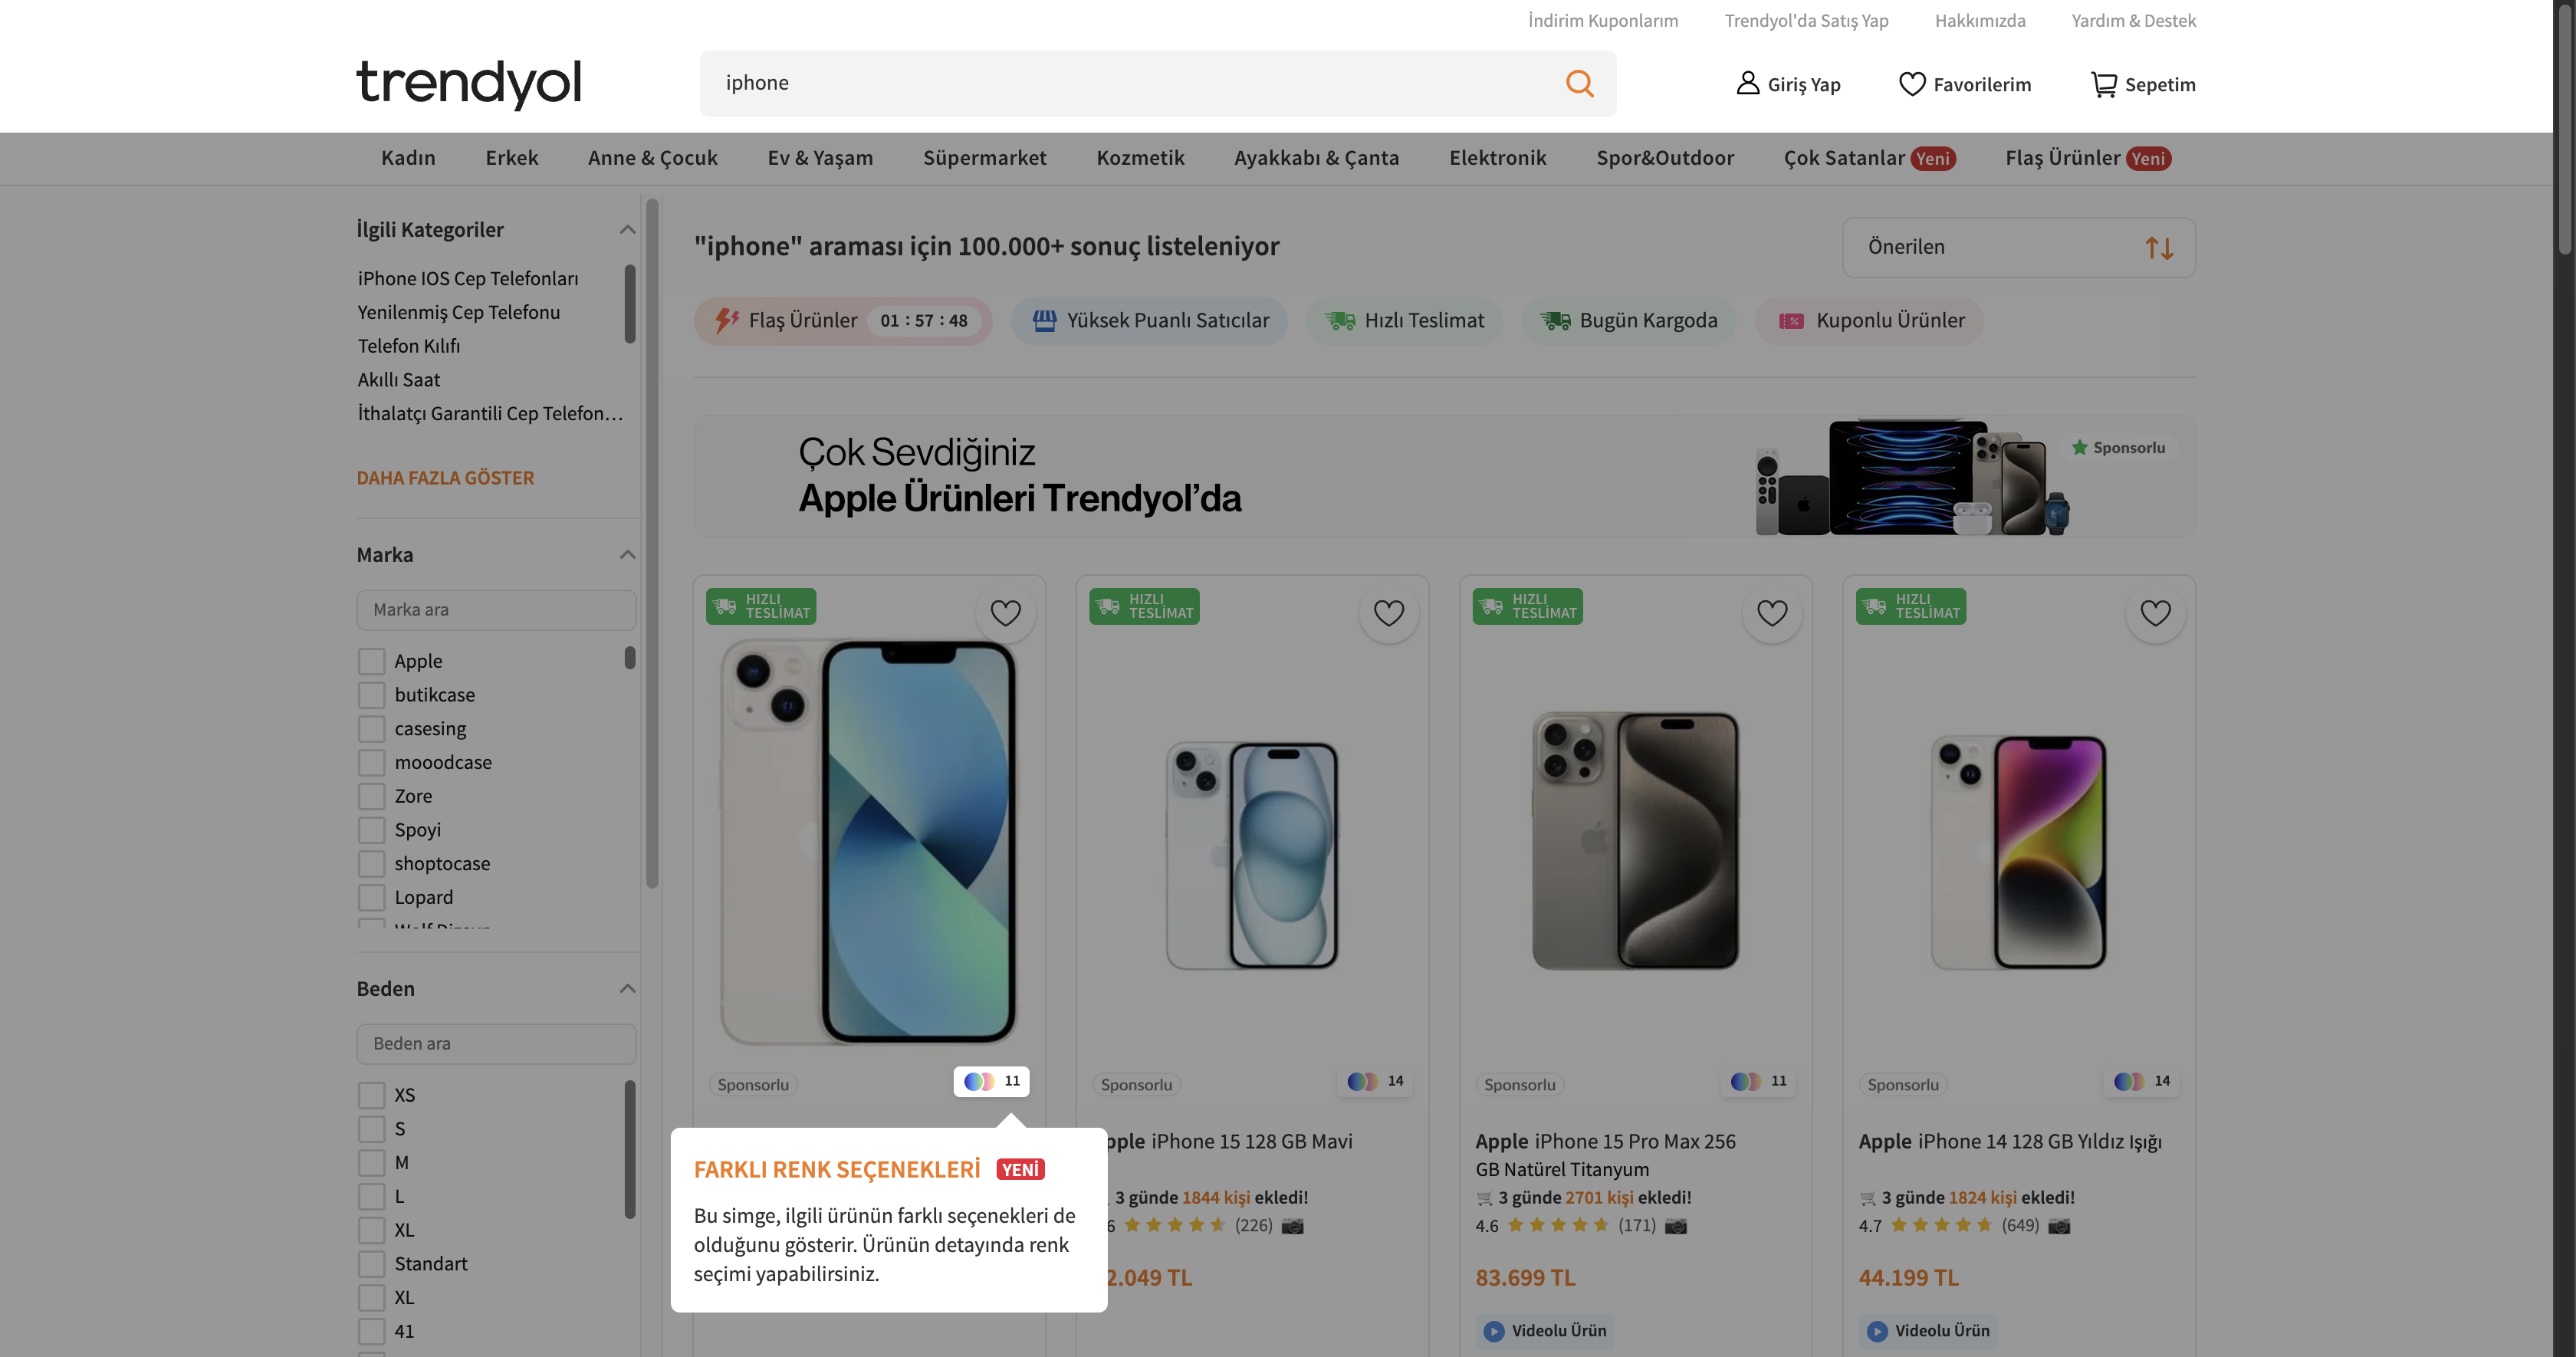 İndirim Kuponlarım
Trendyol'da Satış Yap
Hakkımızda
Yardım & Destek
trendyol
iphone
Giriş Yap
Favorilerim
Sepetim
Kadın
Erkek
Anne & Çocuk
Ev & Yaşam
Süpermarket
Kozmetik
Ayakkabı & Çanta
Elektronik
Spor&Outdoor
Çok Satanlar Yeni
Flaş Ürünler Yeni
İlgili Kategoriler
iPhone IOS Cep Telefonları
Yenilenmiş Cep Telefonu
Telefon Kılıfı
Akıllı Saat
İthalatçı Garantili Cep Telefon...
DAHA FAZLA GÖSTER
Marka
Marka ara
Apple
butikcase
casesing
mooodcase
Zore
Spoyi
shoptocase
Lopard
Beden
Beden ara
XS
S
M
L
XL
Standart
XL
41
"iphone" araması için 100.000+ sonuç listeleniyor
Önerilen
Flaş Ürünler 01 : 57 : 48
Yüksek Puanlı Satıcılar
Hızlı Teslimat
Bugün Kargoda
Kuponlu Ürünler
Çok Sevdiğiniz
Apple Ürünleri Trendyol'da
Sponsorlu
HIZLI
TESLİMAT
Sponsorlu
11
FARKLI RENK SEÇENEKLERİ YENİ
Bu simge, ilgili ürünün farklı seçenekleri de
olduğunu gösterir. Ürünün detayında renk
seçimi yapabilirsiniz.
HIZLI
TESLİMAT
Sponsorlu
14
pple iPhone 15 128 GB Mavi
3 günde 1844 kişi ekledi!
6 (226)
2.049 TL
HIZLI
TESLİMAT
Sponsorlu
11
Apple iPhone 15 Pro Max 256
GB Natürel Titanyum
3 günde 2701 kişi ekledi!
4.6 (171)
83.699 TL
Videolu Ürün
HIZLI
TESLİMAT
Sponsorlu
14
Apple iPhone 14 128 GB Yıldız Işığı
3 günde 1824 kişi ekledi!
4.7 (649)
44.199 TL
Videolu Ürün